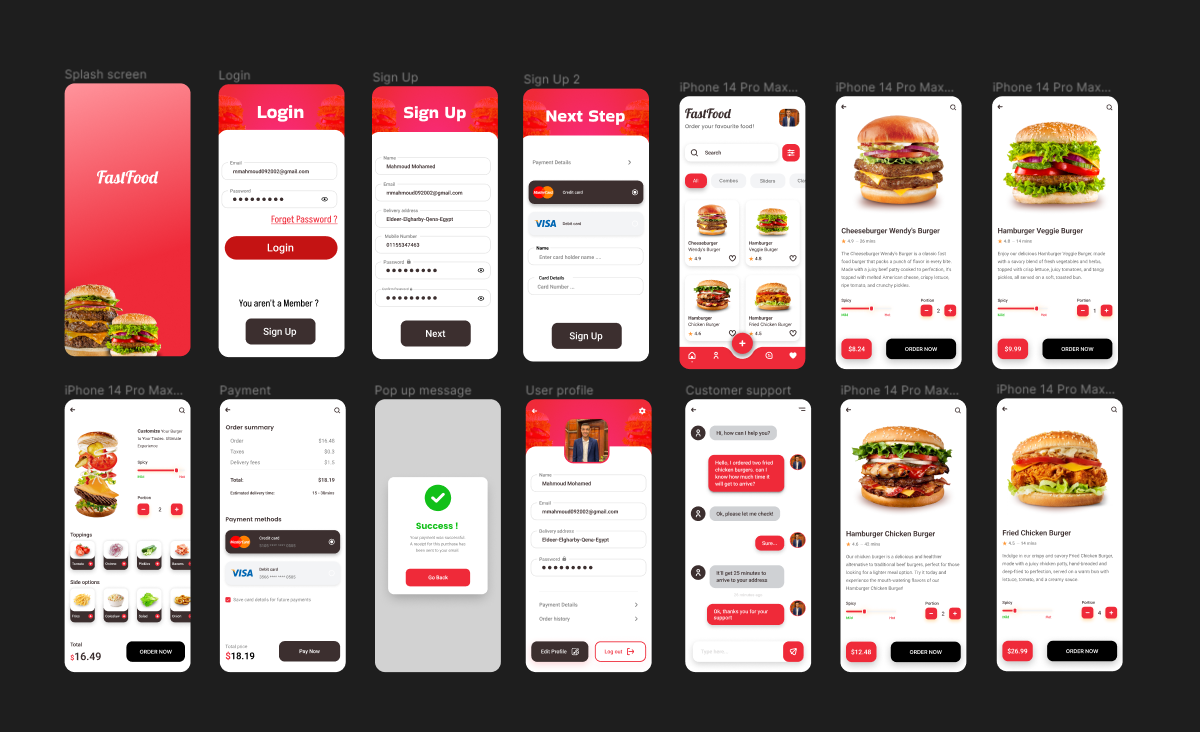 Splash screen
FastFood
Login
Login
Email
mmahmoud092002@gmail.com
Password
Forget Password ?
Login
You aren't a Member ?
Sign Up
Sign Up
Sign Up
Name
Mahmoud Mohamed
Email
mmahmoud092002@gmail.com
Delivery address
Eldeer-Elgharby-Qena-Egypt
Mobile Number
01155347463
Password
Next
Sign Up 2
Next Step
Payment Details
MasterCard
Credit card
VISA
Debit card
Name
Enter card holder name ...
Card Details
Card Number ...
Sign Up
iPhone 14 Pro Max...
FastFood
Order your favourite food!
Search
All
Combos
Sliders
Cla
Cheeseburger
Wendy's Burger
4.9
Hamburger
Veggie Burger
4.8
Hamburger
Chicken Burger
4.6
Hamburger
Fried Chicken Burger
4.5
iPhone 14 Pro Max...
Cheeseburger Wendy's Burger
4.9 - 26 mins
The Cheeseburger Wendy's Burger is a classic fast
food burger that packs a punch of flavor in every bite.
Made with a juicy beef patty cooked to perfection, it's
topped with melted American cheese, crispy lettuce,
ripe tomato, and crunchy pickles.
Spicy
Mild
Hot
Portion
2
$8.24
ORDER NOW
iPhone 14 Pro Max...
Hamburger Veggie Burger
4.8 - 14 mins
Enjoy our delicious Hamburger Veggie Burger, made
with a savory blend of fresh vegetables and herbs,
topped with crisp lettuce, juicy tomatoes, and tangy
pickles, all served on a soft, toasted bun.
Spicy
Mild
Hot
Portion
1
$9.99
ORDER NOW
iPhone 14 Pro Max...
Customize Your Burger
to Your Tastes. Ultimate
Experience
Spicy
Mild
Hot
Portion
2
Toppings
Tomato
Onions
Pickles
Bacons
Side options
Fries
Coleslaw
Salad
Onion
Total
$16.49
ORDER NOW
Payment
Order summary
Order
$16.48
Taxes
$0.3
Delivery fees
$1.5
Total:
$18.19
Estimated delivery time:
15 - 30mins
Payment methods
MasterCard
Credit card
VISA
Debit card
Save card details for future payments
Total price
$18.19
Pay Now
Pop up message
Success !
Your payment was successful.
A receipt for this purchase has
been sent to your email.
Go Back
User profile
Name
Mahmoud Mohamed
Email
mmahmoud092002@gmail.com
Delivery address
Eldeer-Elgharby-Qena-Egypt
Password
Payment Details
Order history
Edit Profile
Log out
Customer support
Hi, how can I help you?
Hello, I ordered two fried
chicken burgers. can I
know how much time it
will get to arrive?
Ok, please let me check!
Sure...
It'll get 25 minutes to
arrive to your address
Ok, thanks you for your
support
Type here...
iPhone 14 Pro Max...
Hamburger Chicken Burger
4.6 - 42 mins
Our chicken burger is a delicious and healthier
alternative to traditional beef burgers, perfect for those
looking for a lighter meal option. Try it today and
experience the mouth-watering flavors of our
Hamburger Chicken Burger!
Spicy
Mild
Hot
Portion
2
$12.48
ORDER NOW
iPhone 14 Pro Max...
Fried Chicken Burger
4.5 - 14 mins
Indulge in our crispy and savory Fried Chicken Burger,
made with a juicy chicken patty, hand-breaded and
deep-fried to perfection, served on a warm bun with
lettuce, tomato, and a creamy sauce.
Spicy
Mild
Hot
Portion
4
$26.99
ORDER NOW